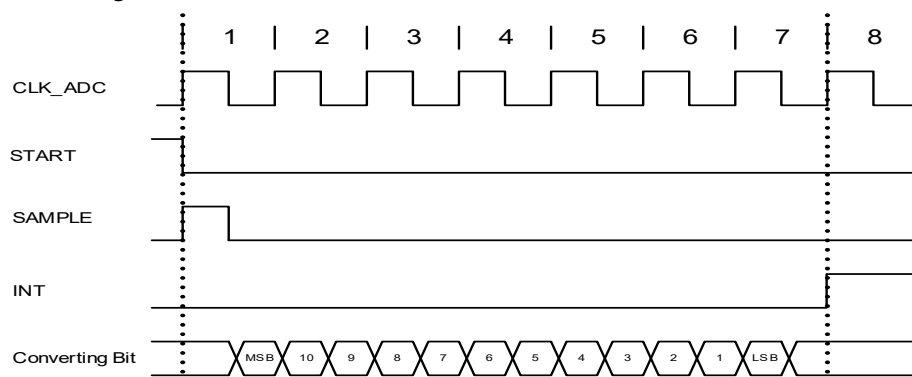 1 2 3 4 5 6 7 8
CLK_ADC
START
SAMPLE
INT
Converting Bit MSB 10 9 8 7 6 5 4 3 2 1 LSB